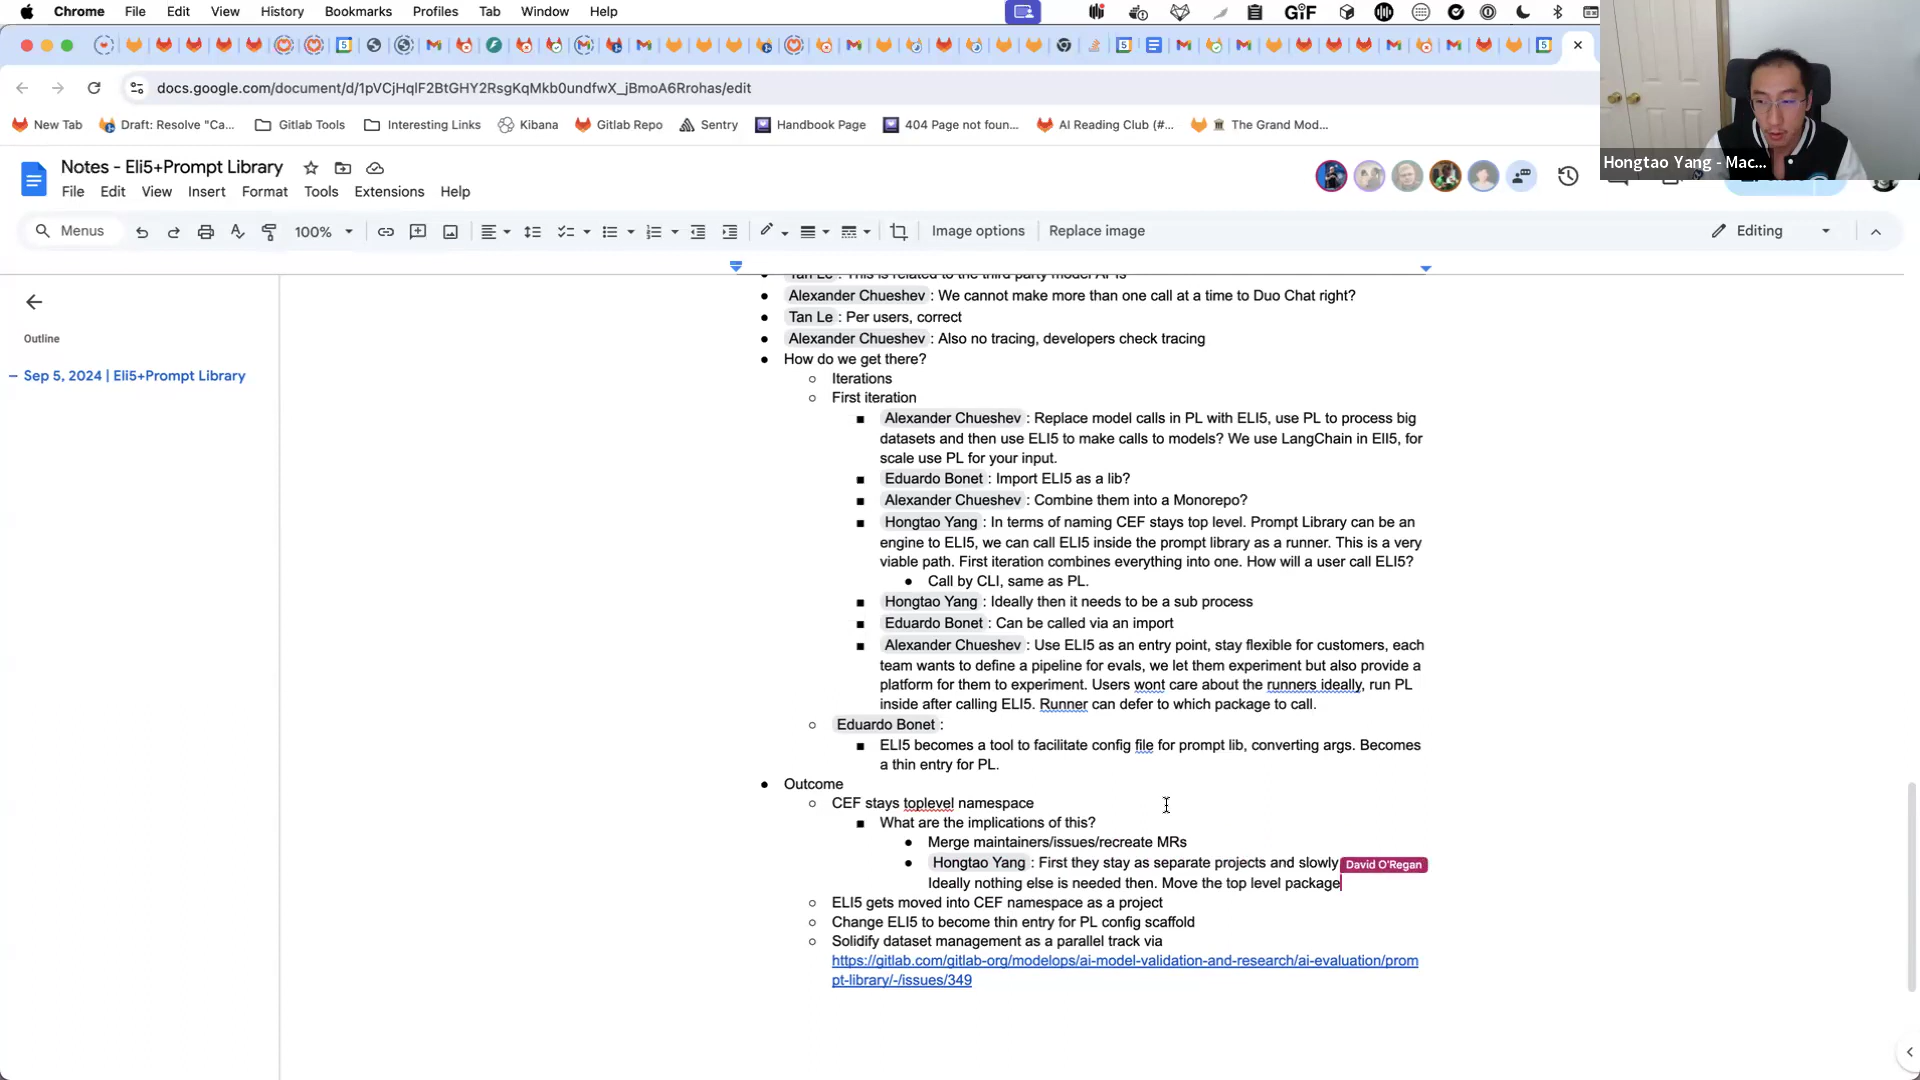 Chrome File Edit View History Bookmarks Profiles Tab Window Help
GIF
docs.google.com/document/d/1pVCjHqlF2BtGHY2RsgKqMkb0undfwX_jBmoA6Rrohas/edit
New Tab Draft: Resolve "Ca... Gitlab Tools Interesting Links Kibana Gitlab Repo Sentry Handbook Page 404 Page not foun... AI Reading Club (#... The Grand Mod...
Hongtao Yang - Mac...
Notes - Eli5+Prompt Library
File Edit View Insert Format Tools Extensions Help
Menus 100% Image options Replace image Editing
Outline
Sep 5, 2024 | Eli5+Prompt Library
Tan Le : This is related to the third party model APIs
Alexander Chueshev : We cannot make more than one call at a time to Duo Chat right?
Tan Le : Per users, correct
Alexander Chueshev : Also no tracing, developers check tracing
How do we get there?
Iterations
First iteration
Alexander Chueshev : Replace model calls in PL with ELI5, use PL to process big
datasets and then use ELI5 to make calls to models? We use LangChain in ElI5, for
scale use PL for your input.
Eduardo Bonet : Import ELI5 as a lib?
Alexander Chueshev : Combine them into a Monorepo?
Hongtao Yang : In terms of naming CEF stays top level. Prompt Library can be an
engine to ELI5, we can call ELI5 inside the prompt library as a runner. This is a very
viable path. First iteration combines everything into one. How will a user call ELI5?
Call by CLI, same as PL.
Hongtao Yang : Ideally then it needs to be a sub process
Eduardo Bonet : Can be called via an import
Alexander Chueshev : Use ELI5 as an entry point, stay flexible for customers, each
team wants to define a pipeline for evals, we let them experiment but also provide a
platform for them to experiment. Users wont care about the runners ideally, run PL
inside after calling ELI5. Runner can defer to which package to call.
Eduardo Bonet :
ELI5 becomes a tool to facilitate config file for prompt lib, converting args. Becomes
a thin entry for PL.
Outcome
CEF stays toplevel namespace
What are the implications of this?
Merge maintainers/issues/recreate MRs
Hongtao Yang : First they stay as separate projects and slowly David O'Regan
Ideally nothing else is needed then. Move the top level package
ELI5 gets moved into CEF namespace as a project
Change ELI5 to become thin entry for PL config scaffold
Solidify dataset management as a parallel track via
https://gitlab.com/gitlab-org/modelops/ai-model-validation-and-research/ai-evaluation/prom
pt-library/-/issues/349